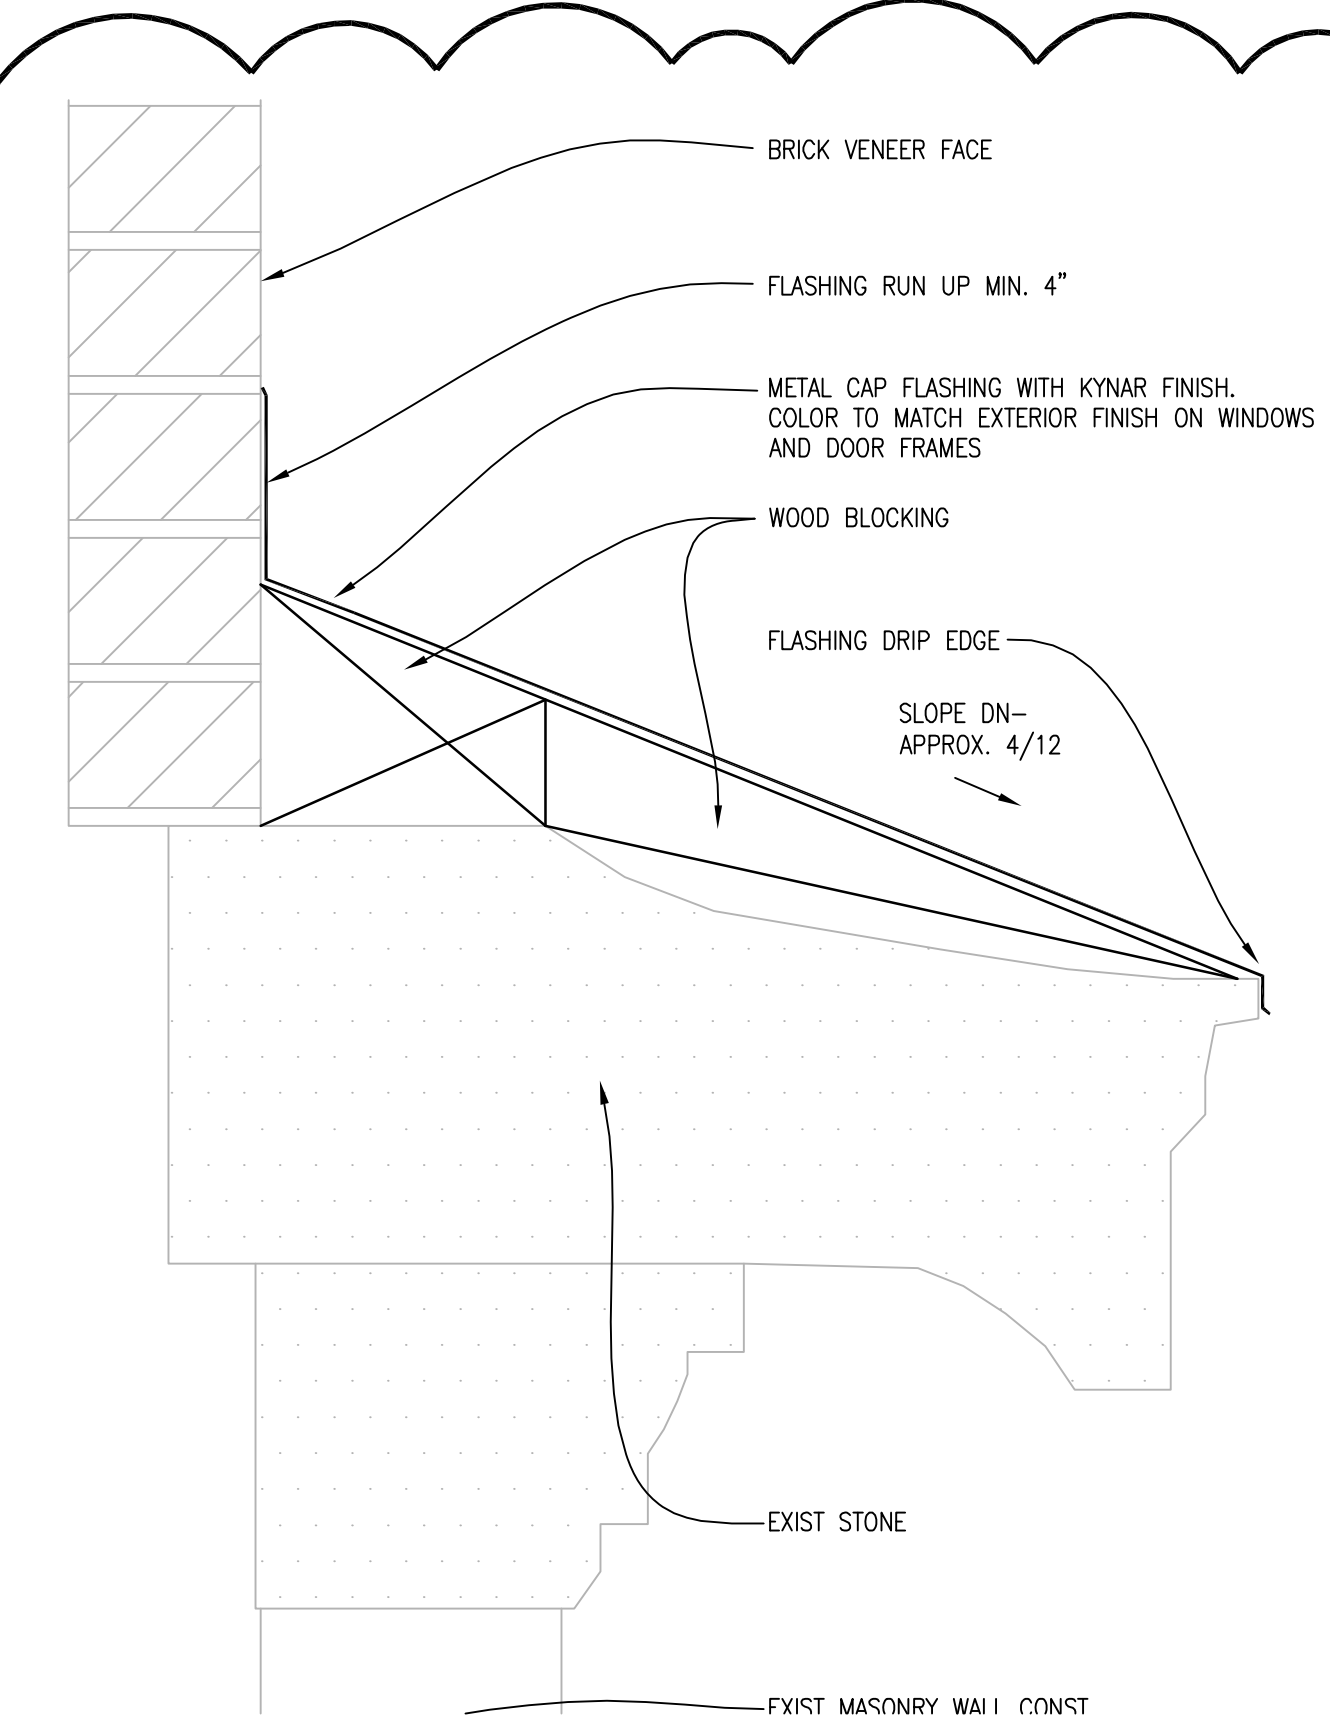 BRICK VENEER FACE
FLASHING RUN UP MIN. 4"
METAL CAP FLASHING WITH KYNAR FINISH.
COLOR TO MATCH EXTERIOR FINISH ON WINDOWS
AND DOOR FRAMES
WOOD BLOCKING
FLASHING DRIP EDGE
SLOPE DN-
APPROX. 4/12
EXIST STONE
EXIST MASONRY WALL CONST